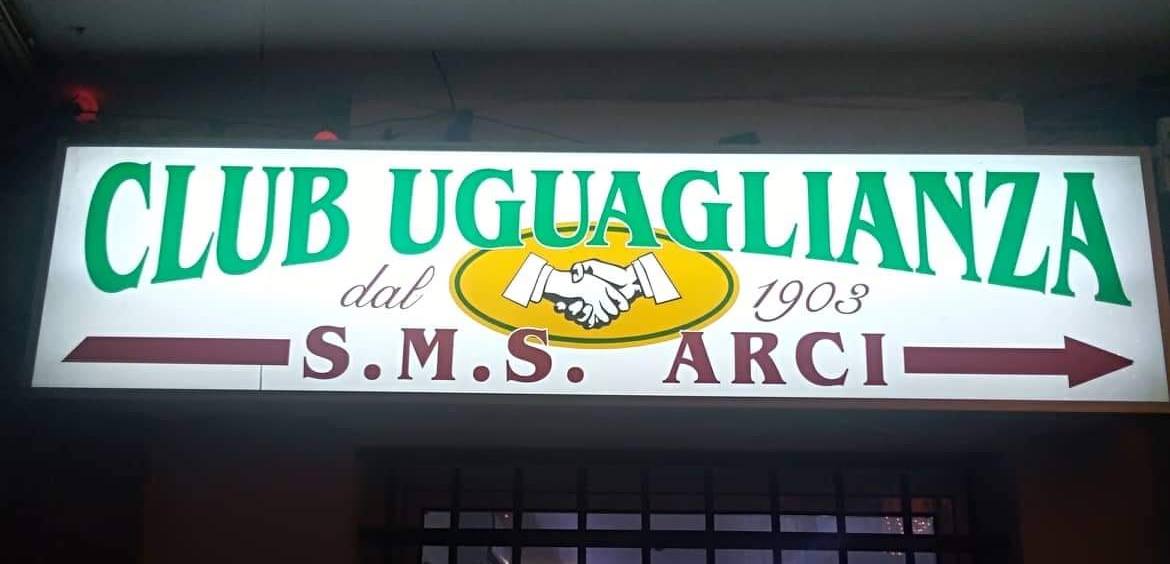 CLUB UGUAGLIANZA
dal 1903
S.M.S. ARCI